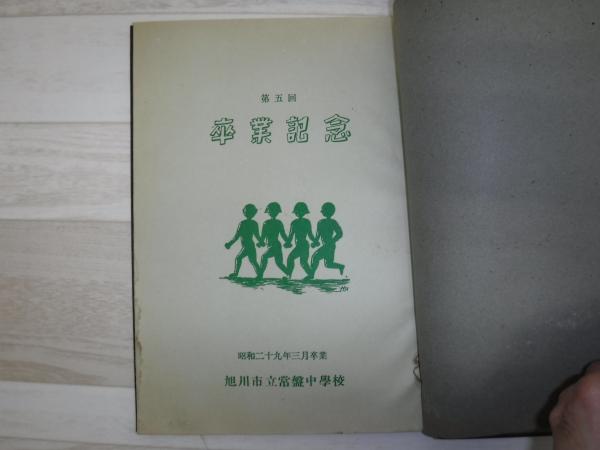 第五回
卒業記念
昭和二十九年三月卒業
旭川市立常盤中學校